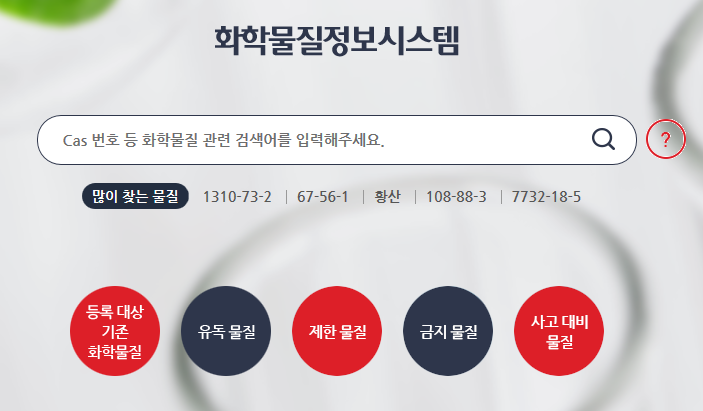 화학물질정보시스템
Cas 번호 등 화학물질 관련 검색어를 입력해주세요.
?
많이 찾는 물질 1310-73-2 | 67-56-1 | 황산 | 108-88-3 | 7732-18-5
등록 대상
기존
화학물질
유독 물질
제한 물질
금지 물질
사고 대비
물질